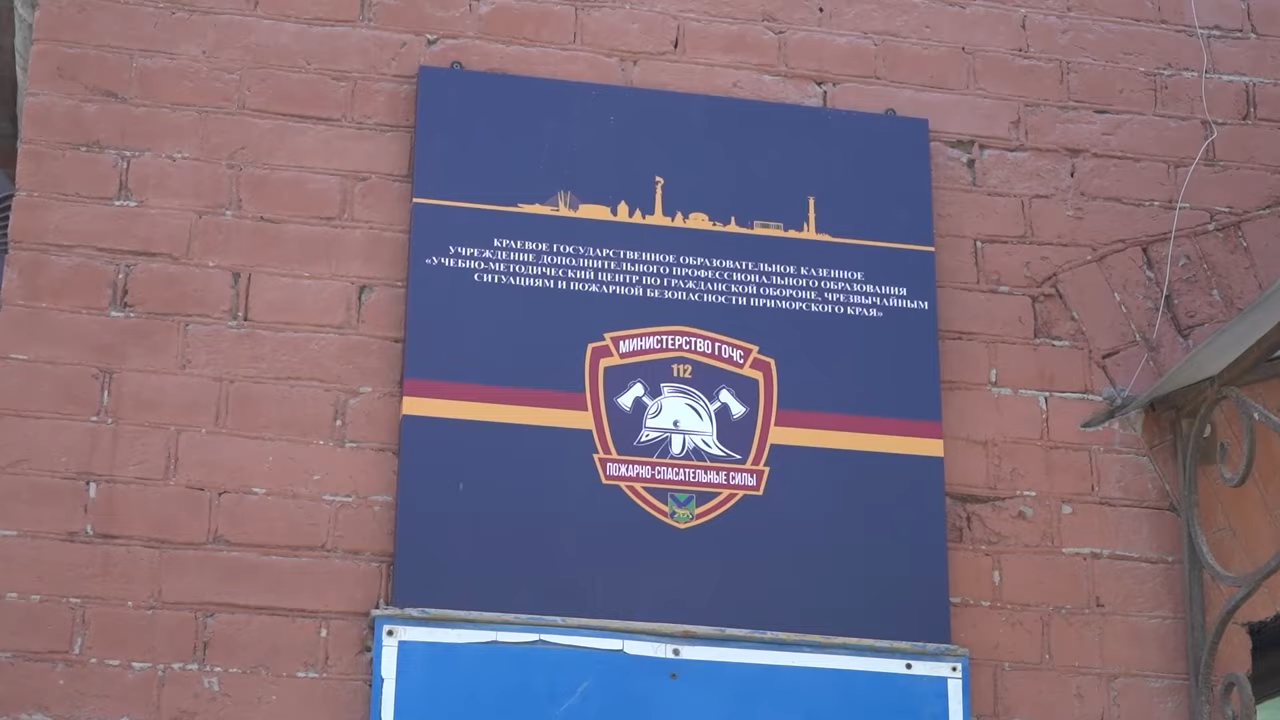 КРАЕВОЕ ГОСУДАРСТВЕННОЕ ОБРАЗОВАТЕЛЬНОЕ КАЗЕННОЕ
УЧРЕЖДЕНИЕ ДОПОЛНИТЕЛЬНОГО ПРОФЕССИОНАЛЬНОГО ОБРАЗОВАНИЯ
«УЧЕБНО-МЕТОДИЧЕСКИЙ ЦЕНТР ПО ГРАЖДАНСКОЙ ОБОРОНЕ, ЧРЕЗВЫЧАЙНЫМ
СИТУАЦИЯМ И ПОЖАРНОЙ БЕЗОПАСНОСТИ ПРИМОРСКОГО КРАЯ»
МИНИСТЕРСТВО ГОЧС
112
ПОЖАРНО-СПАСАТЕЛЬНЫЕ СИЛЫ